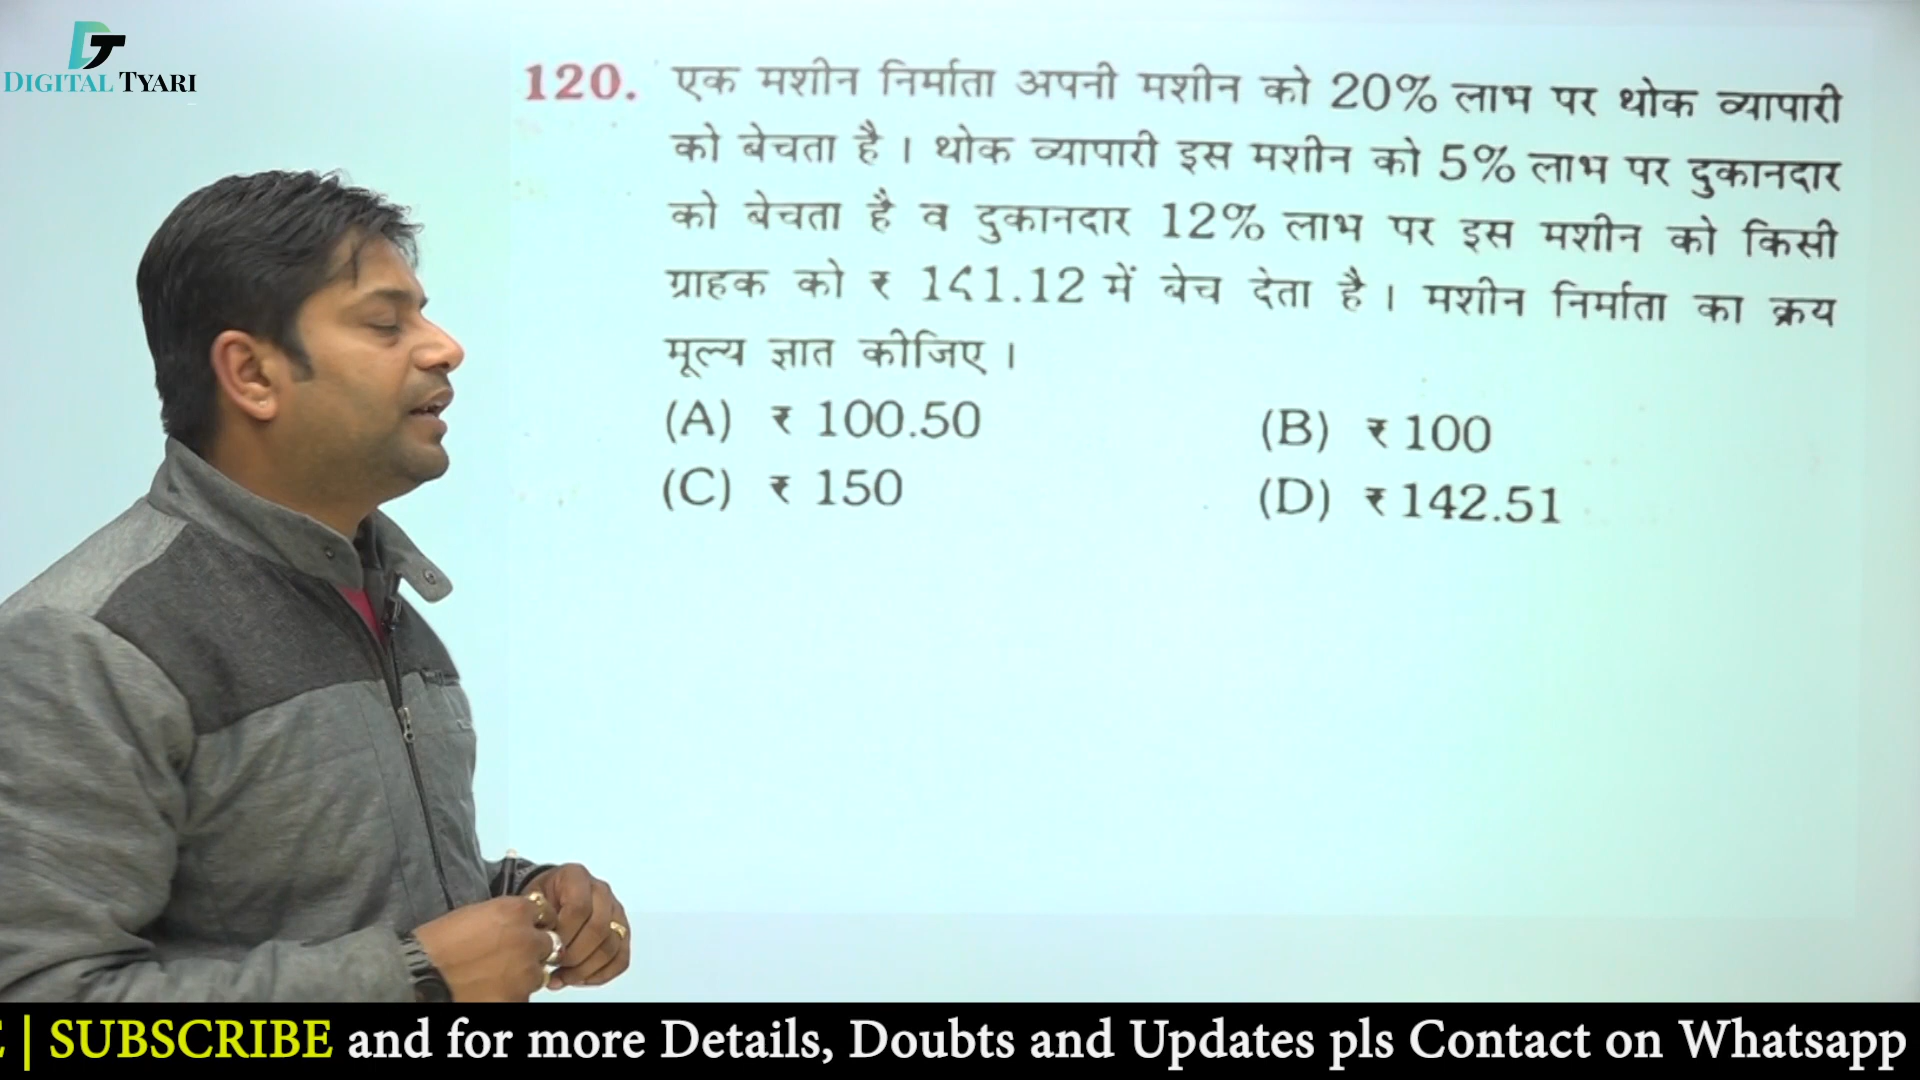 DT
DIGITAL TYARI
120. एक मशीन निर्माता अपनी मशीन को 20% लाभ पर थोक व्यापारी
को बेचता है । थोक व्यापारी इस मशीन को 5% लाभ पर दुकानदार
को बेचता है व दुकानदार 12% लाभ पर इस मशीन को किसी
ग्राहक को ₹ 141.12 में बेच देता है । मशीन निर्माता का क्रय
मूल्य ज्ञात कीजिए ।
(A) ₹ 100.50 (B) ₹ 100
(C) ₹ 150 (D) ₹ 142.51
| SUBSCRIBE and for more Details, Doubts and Updates pls Contact on Whatsapp